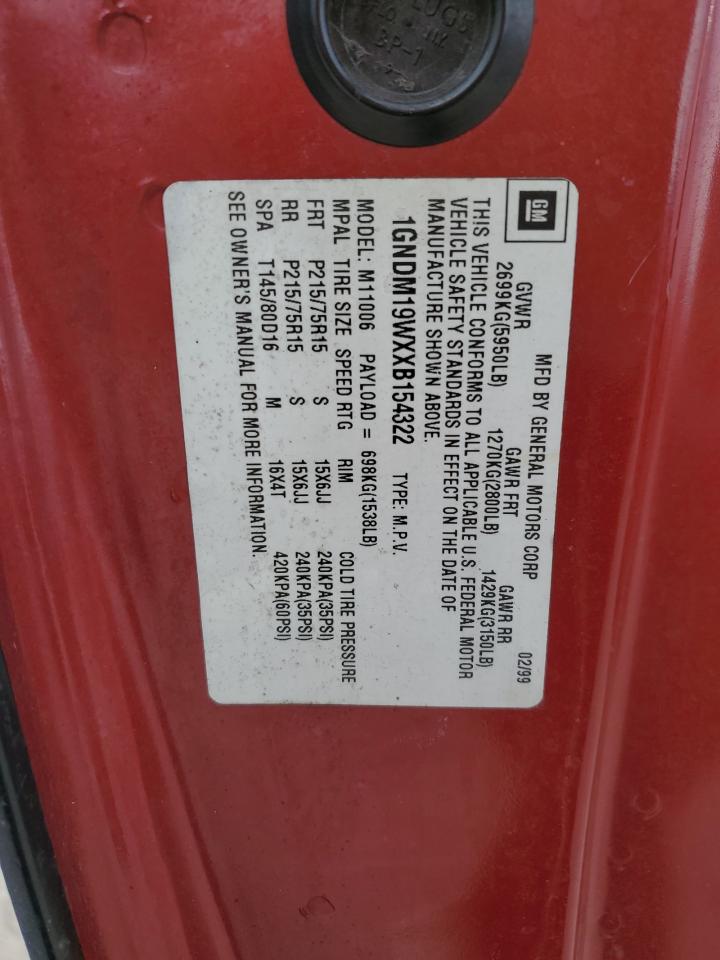 LUGS
BP-1
GM
MFD BY GENERAL MOTORS CORP 02/99
GVWR GAWR FRT GAWR RR
2699KG(5950LB) 1270KG(2800LB) 1429KG(3150LB)
THIS VEHICLE CONFORMS TO ALL APPLICABLE U.S. FEDERAL MOTOR
VEHICLE SAFETY STANDARDS IN EFFECT ON THE DATE OF
MANUFACTURE SHOWN ABOVE.
1GNDM19WXXB154322 TYPE: M.P.V.
MODEL: M11006 PAYLOAD = 698KG(1538LB)
MPAL TIRE SIZE SPEED RTG RIM COLD TIRE PRESSURE
FRT P215/75R15 S 15X6JJ 240KPA(35PSI)
RR P215/75R15 S 15X6JJ 240KPA(35PSI)
SPA T145/80D16 M 16X4T 420KPA(60PSI)
SEE OWNER'S MANUAL FOR MORE INFORMATION.